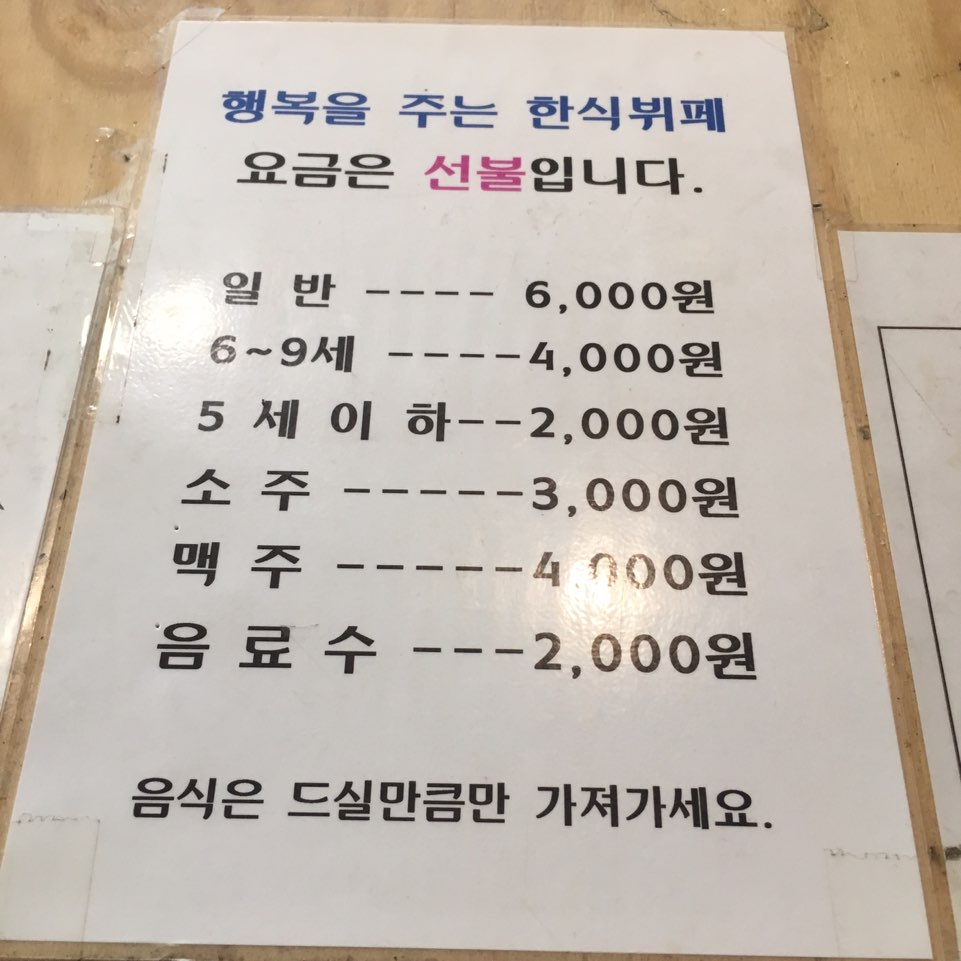 행복을 주는 한식뷔페
요금은 선불입니다.
일 반 ---- 6,000원
6~9세 ----4,000원
5 세 이 하--2,000원
소 주 -----3,000원
맥 주 -----4,000원
음 료 수 ---2,000원
음식은 드실만큼만 가져가세요.